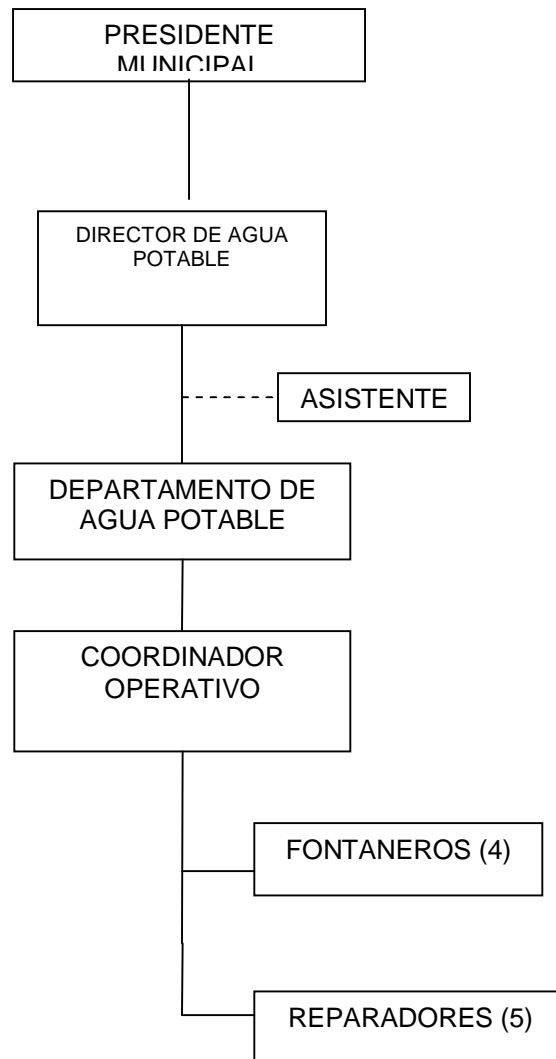 PRESIDENTE
MUNICIPAL
DIRECTOR DE AGUA
POTABLE
ASISTENTE
DEPARTAMENTO DE
AGUA POTABLE
COORDINADOR
OPERATIVO
FONTANEROS (4)
REPARADORES (5)